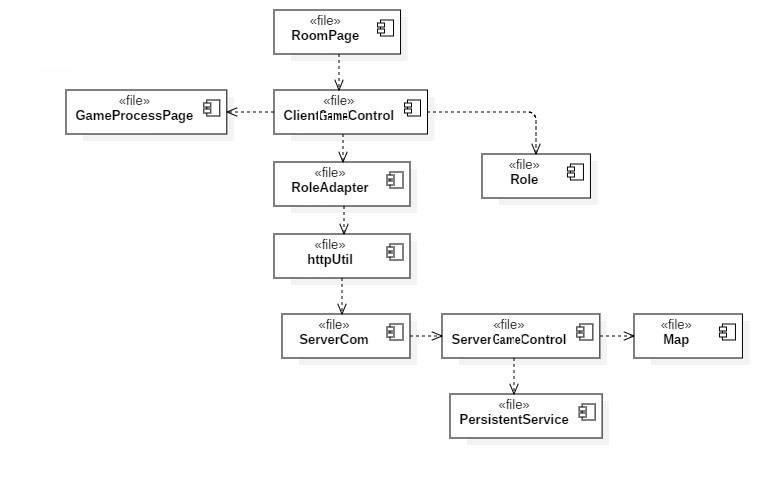 «file»
RoomPage
«file»
GameProcessPage
«file»
ClientGameControl
«file»
RoleAdapter
«file»
Role
«file»
httpUtil
«file»
ServerCom
«file»
ServerGameControl
«file»
Map
«file»
PersistentService